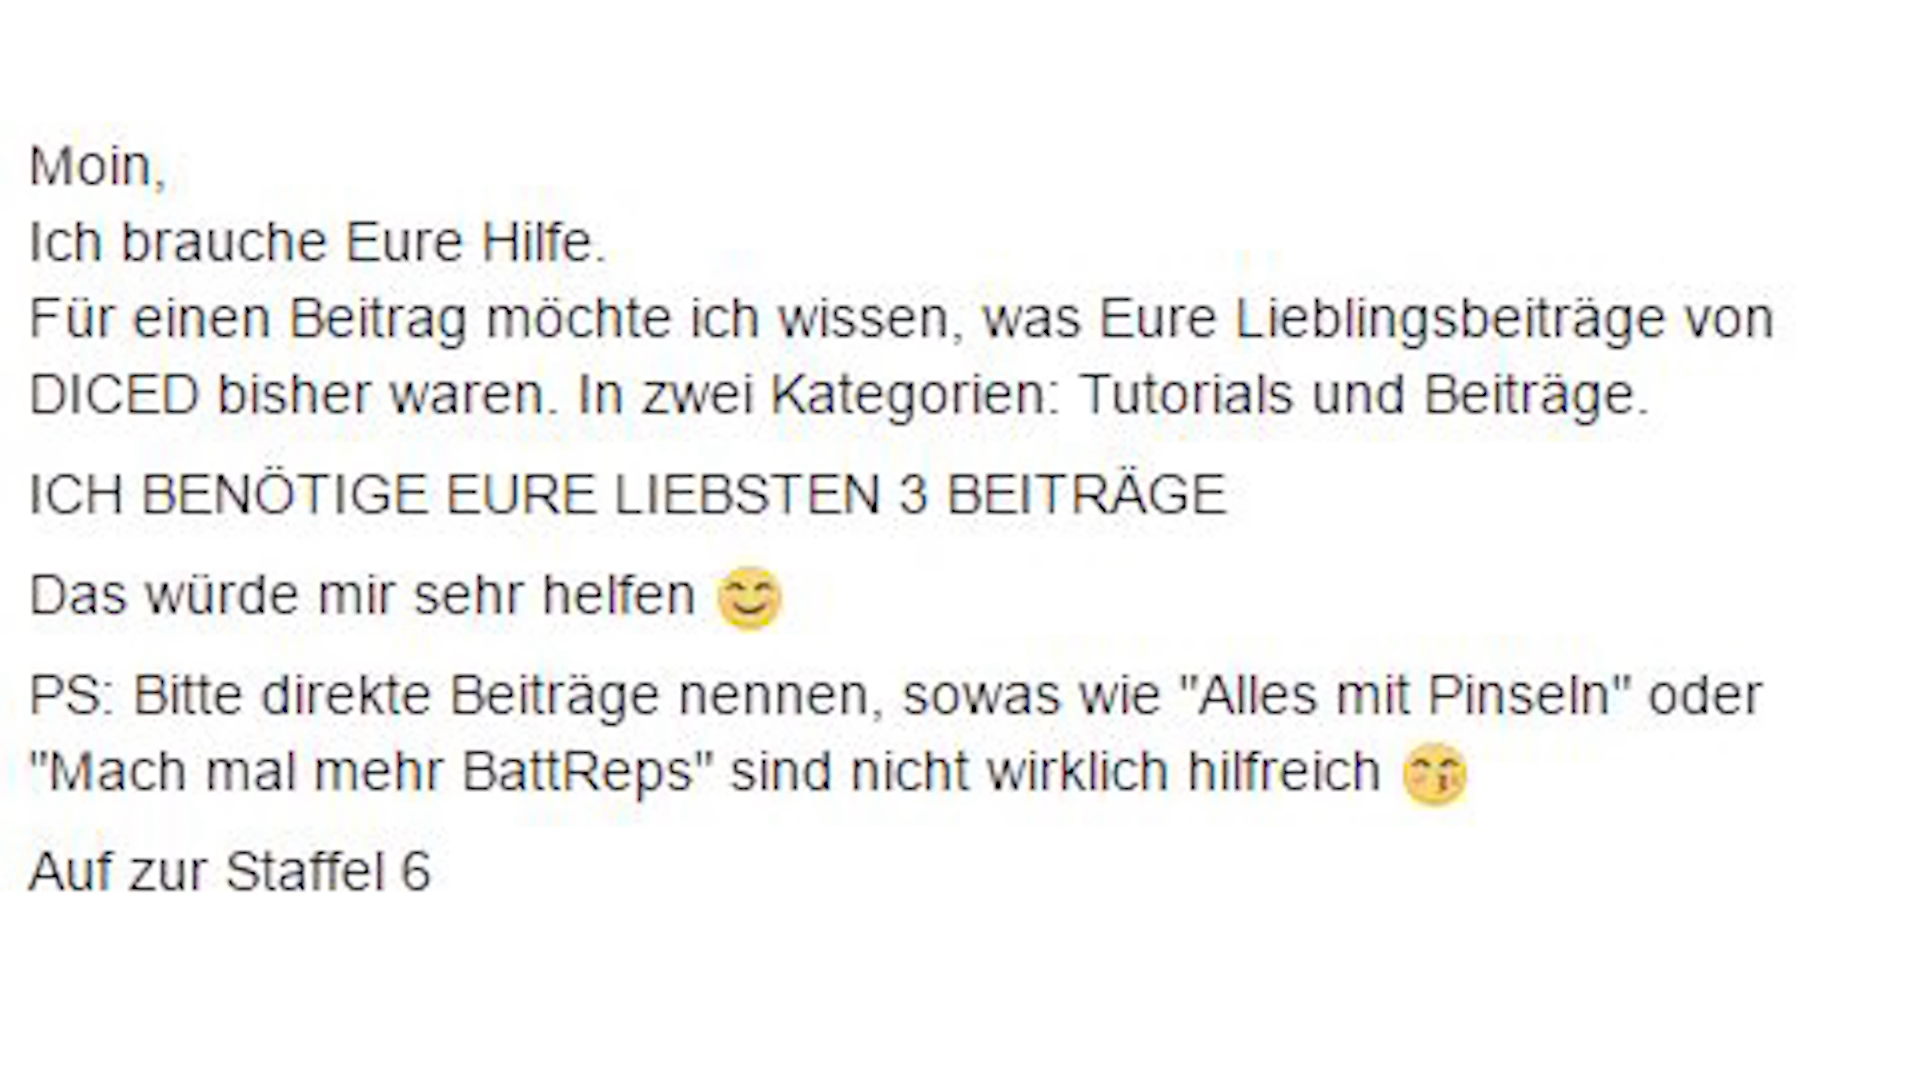 Moin,
Ich brauche Eure Hilfe.
Für einen Beitrag möchte ich wissen, was Eure Lieblingsbeiträge von
DICED bisher waren. In zwei Kategorien: Tutorials und Beiträge.
ICH BENÖTIGE EURE LIEBSTEN 3 BEITRÄGE
Das würde mir sehr helfen 😊
PS: Bitte direkte Beiträge nennen, sowas wie "Alles mit Pinseln" oder
"Mach mal mehr BattReps" sind nicht wirklich hilfreich 😙
Auf zur Staffel 6